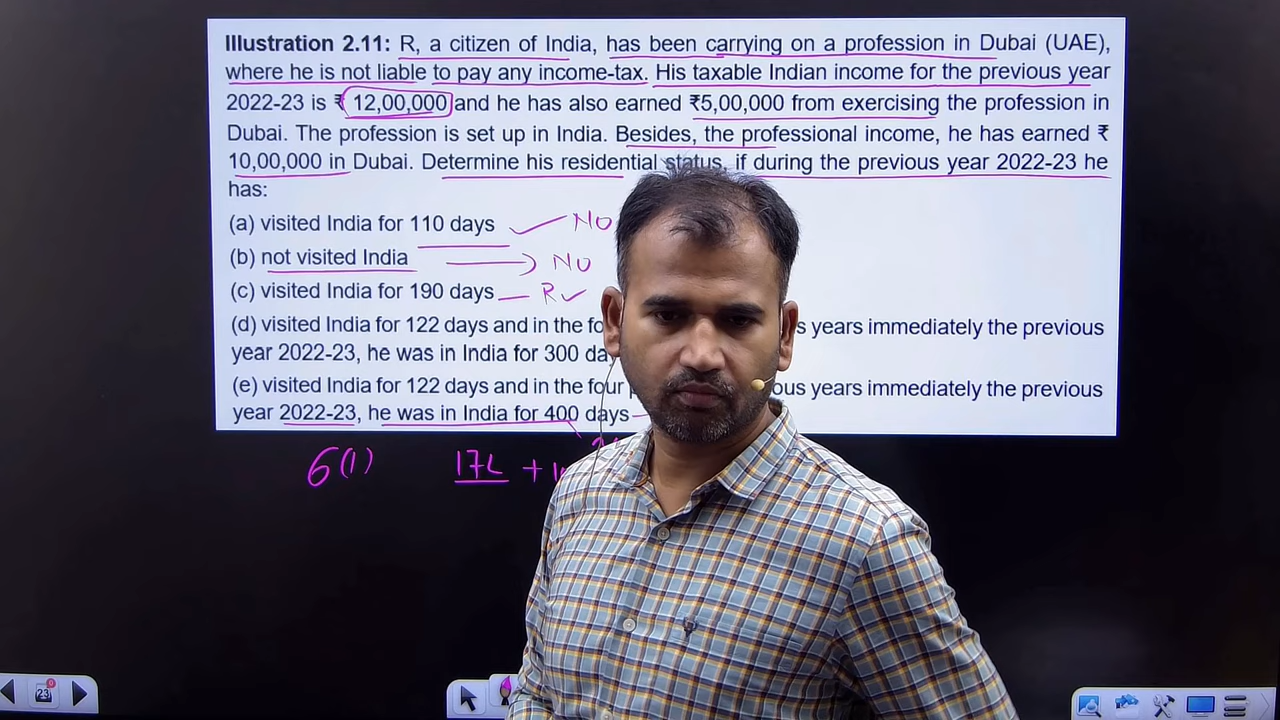 Illustration 2.11: R, a citizen of India, has been carrying on a profession in Dubai (UAE),
where he is not liable to pay any income-tax. His taxable Indian income for the previous year
2022-23 is ₹ 12,00,000 and he has also earned ₹5,00,000 from exercising the profession in
Dubai. The profession is set up in India. Besides, the professional income, he has earned ₹
10,00,000 in Dubai. Determine his residential status, if during the previous year 2022-23 he
has:
(a) visited India for 110 days No
(b) not visited India No
(c) visited India for 190 days R
(d) visited India for 122 days and in the fo s years immediately the previous
year 2022-23, he was in India for 300 da
(e) visited India for 122 days and in the four ous years immediately the previous
year 2022-23, he was in India for 400 days
6(1) 17L +
23